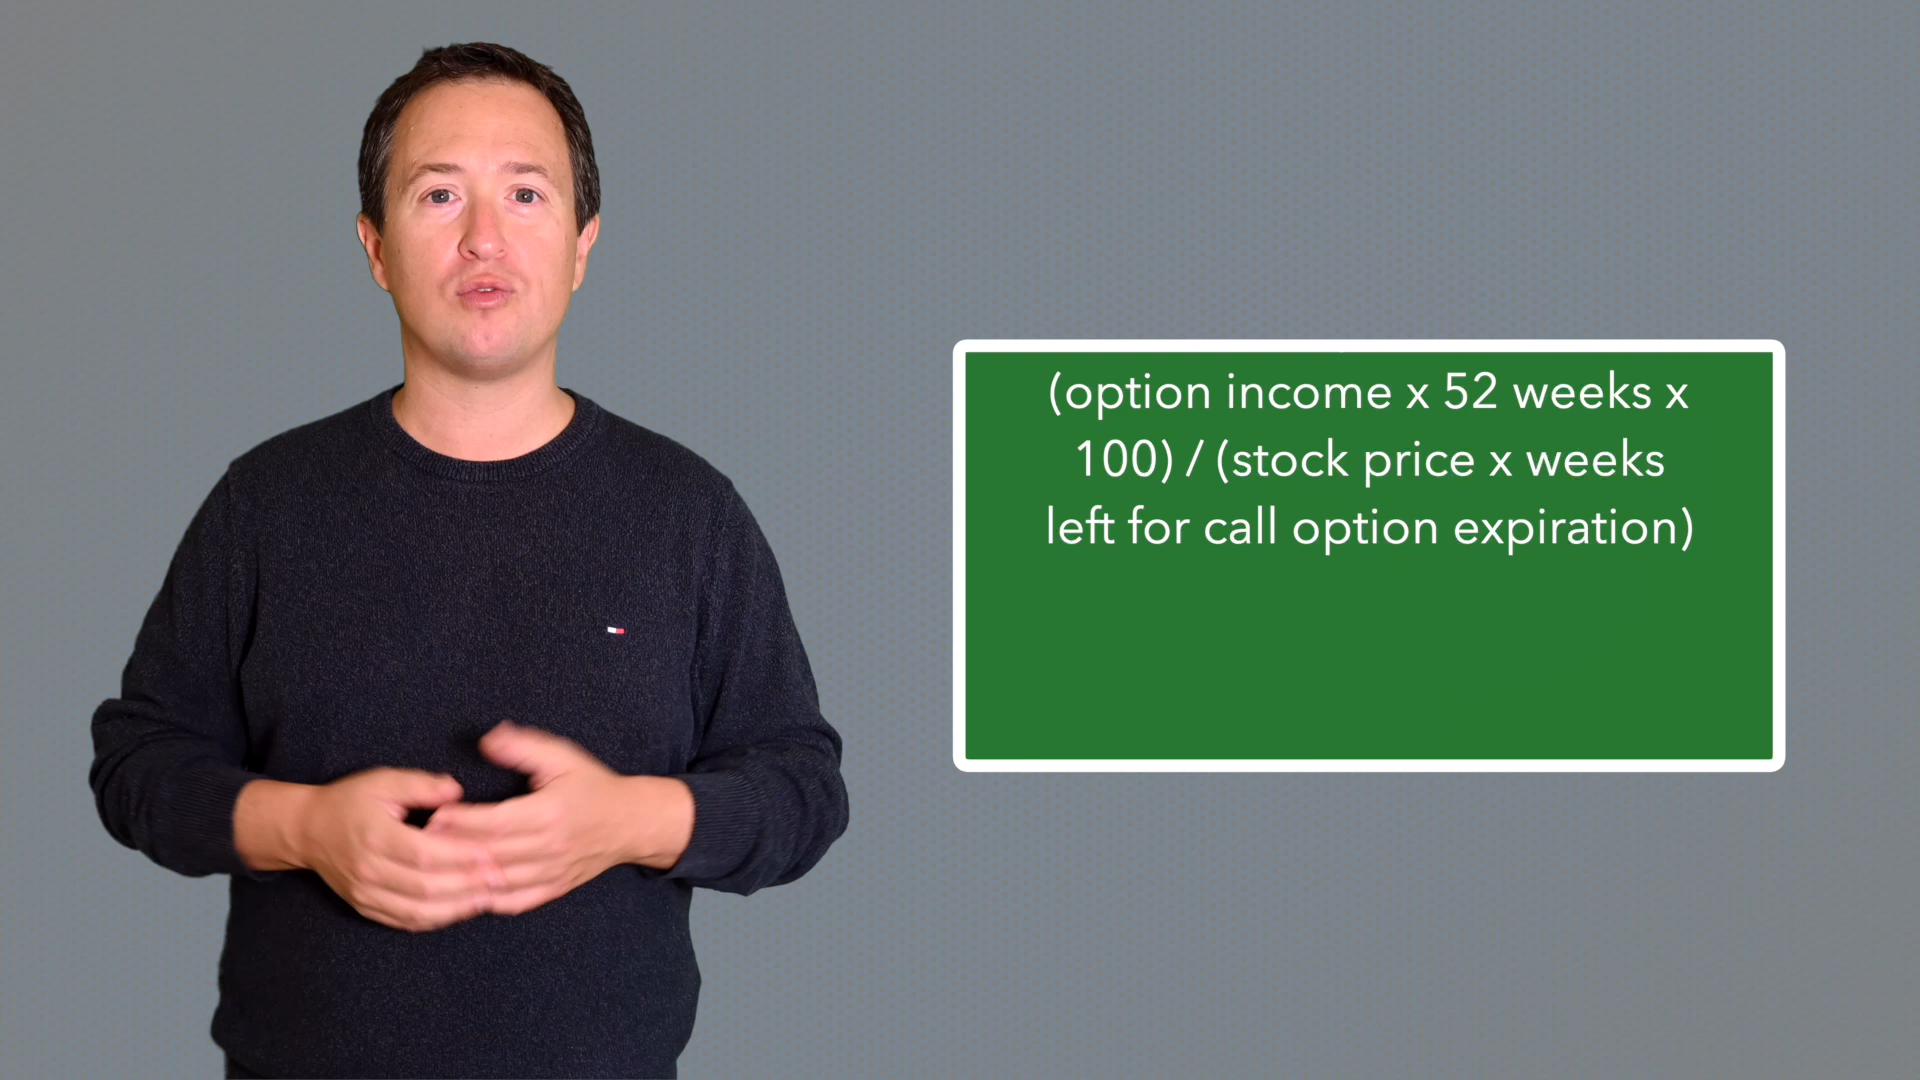 (option income x 52 weeks x
100) / (stock price x weeks
left for call option expiration)